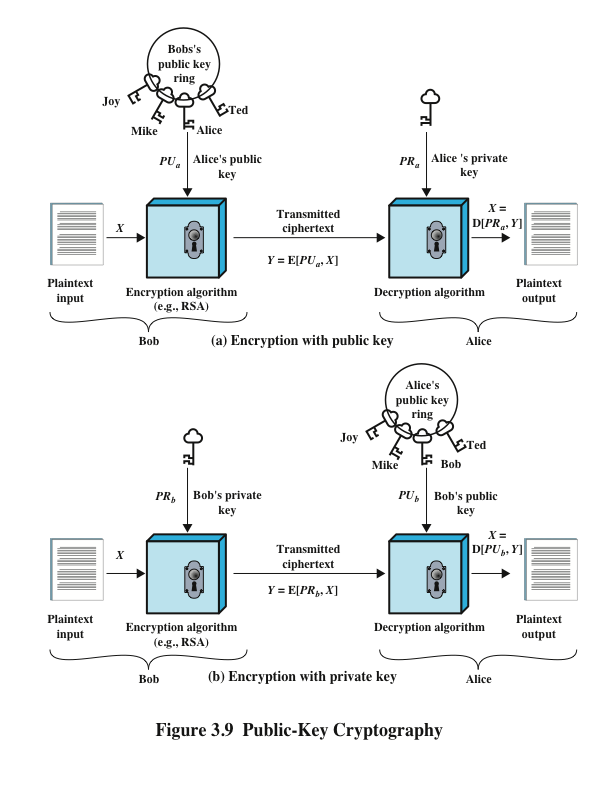 Bobs's
public key
ring
Joy
Ted
Mike
Alice
PUa
Alice's public
key
PRa
Alice 's private
key
X
Transmitted
ciphertext
X =
D[PRa, Y]
Y = E[PUa, X]
Plaintext
input
Encryption algorithm
(e.g., RSA)
Decryption algorithm
Plaintext
output
Bob
(a) Encryption with public key
Alice
Alice's
public key
ring
Joy
Ted
Mike
Bob
PRb
Bob's private
key
PUb
Bob's public
key
X
Transmitted
ciphertext
X =
D[PUb, Y]
Y = E[PRb, X]
Plaintext
input
Encryption algorithm
(e.g., RSA)
Decryption algorithm
Plaintext
output
Bob
(b) Encryption with private key
Alice
Figure 3.9 Public-Key Cryptography